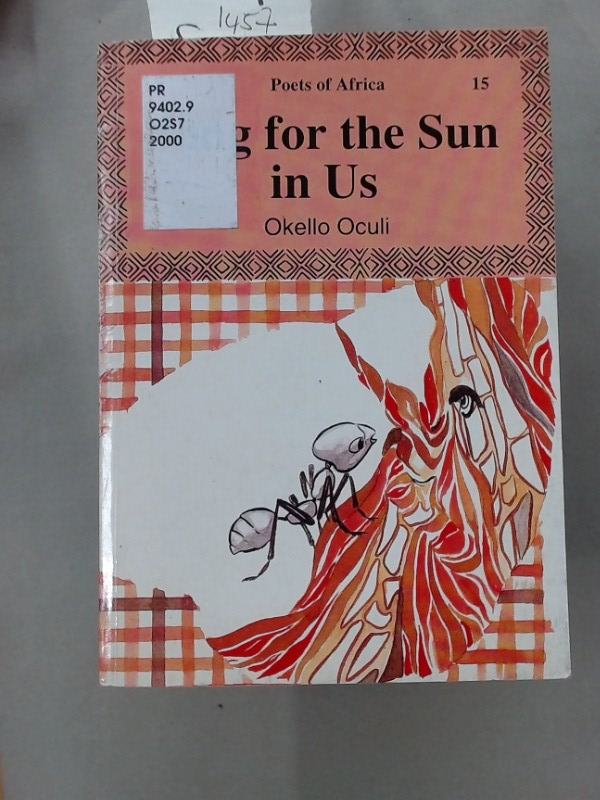 1457
Poets of Africa 15
PR
9402.9
O2S7
2000
g for the Sun
in Us
Okello Oculi